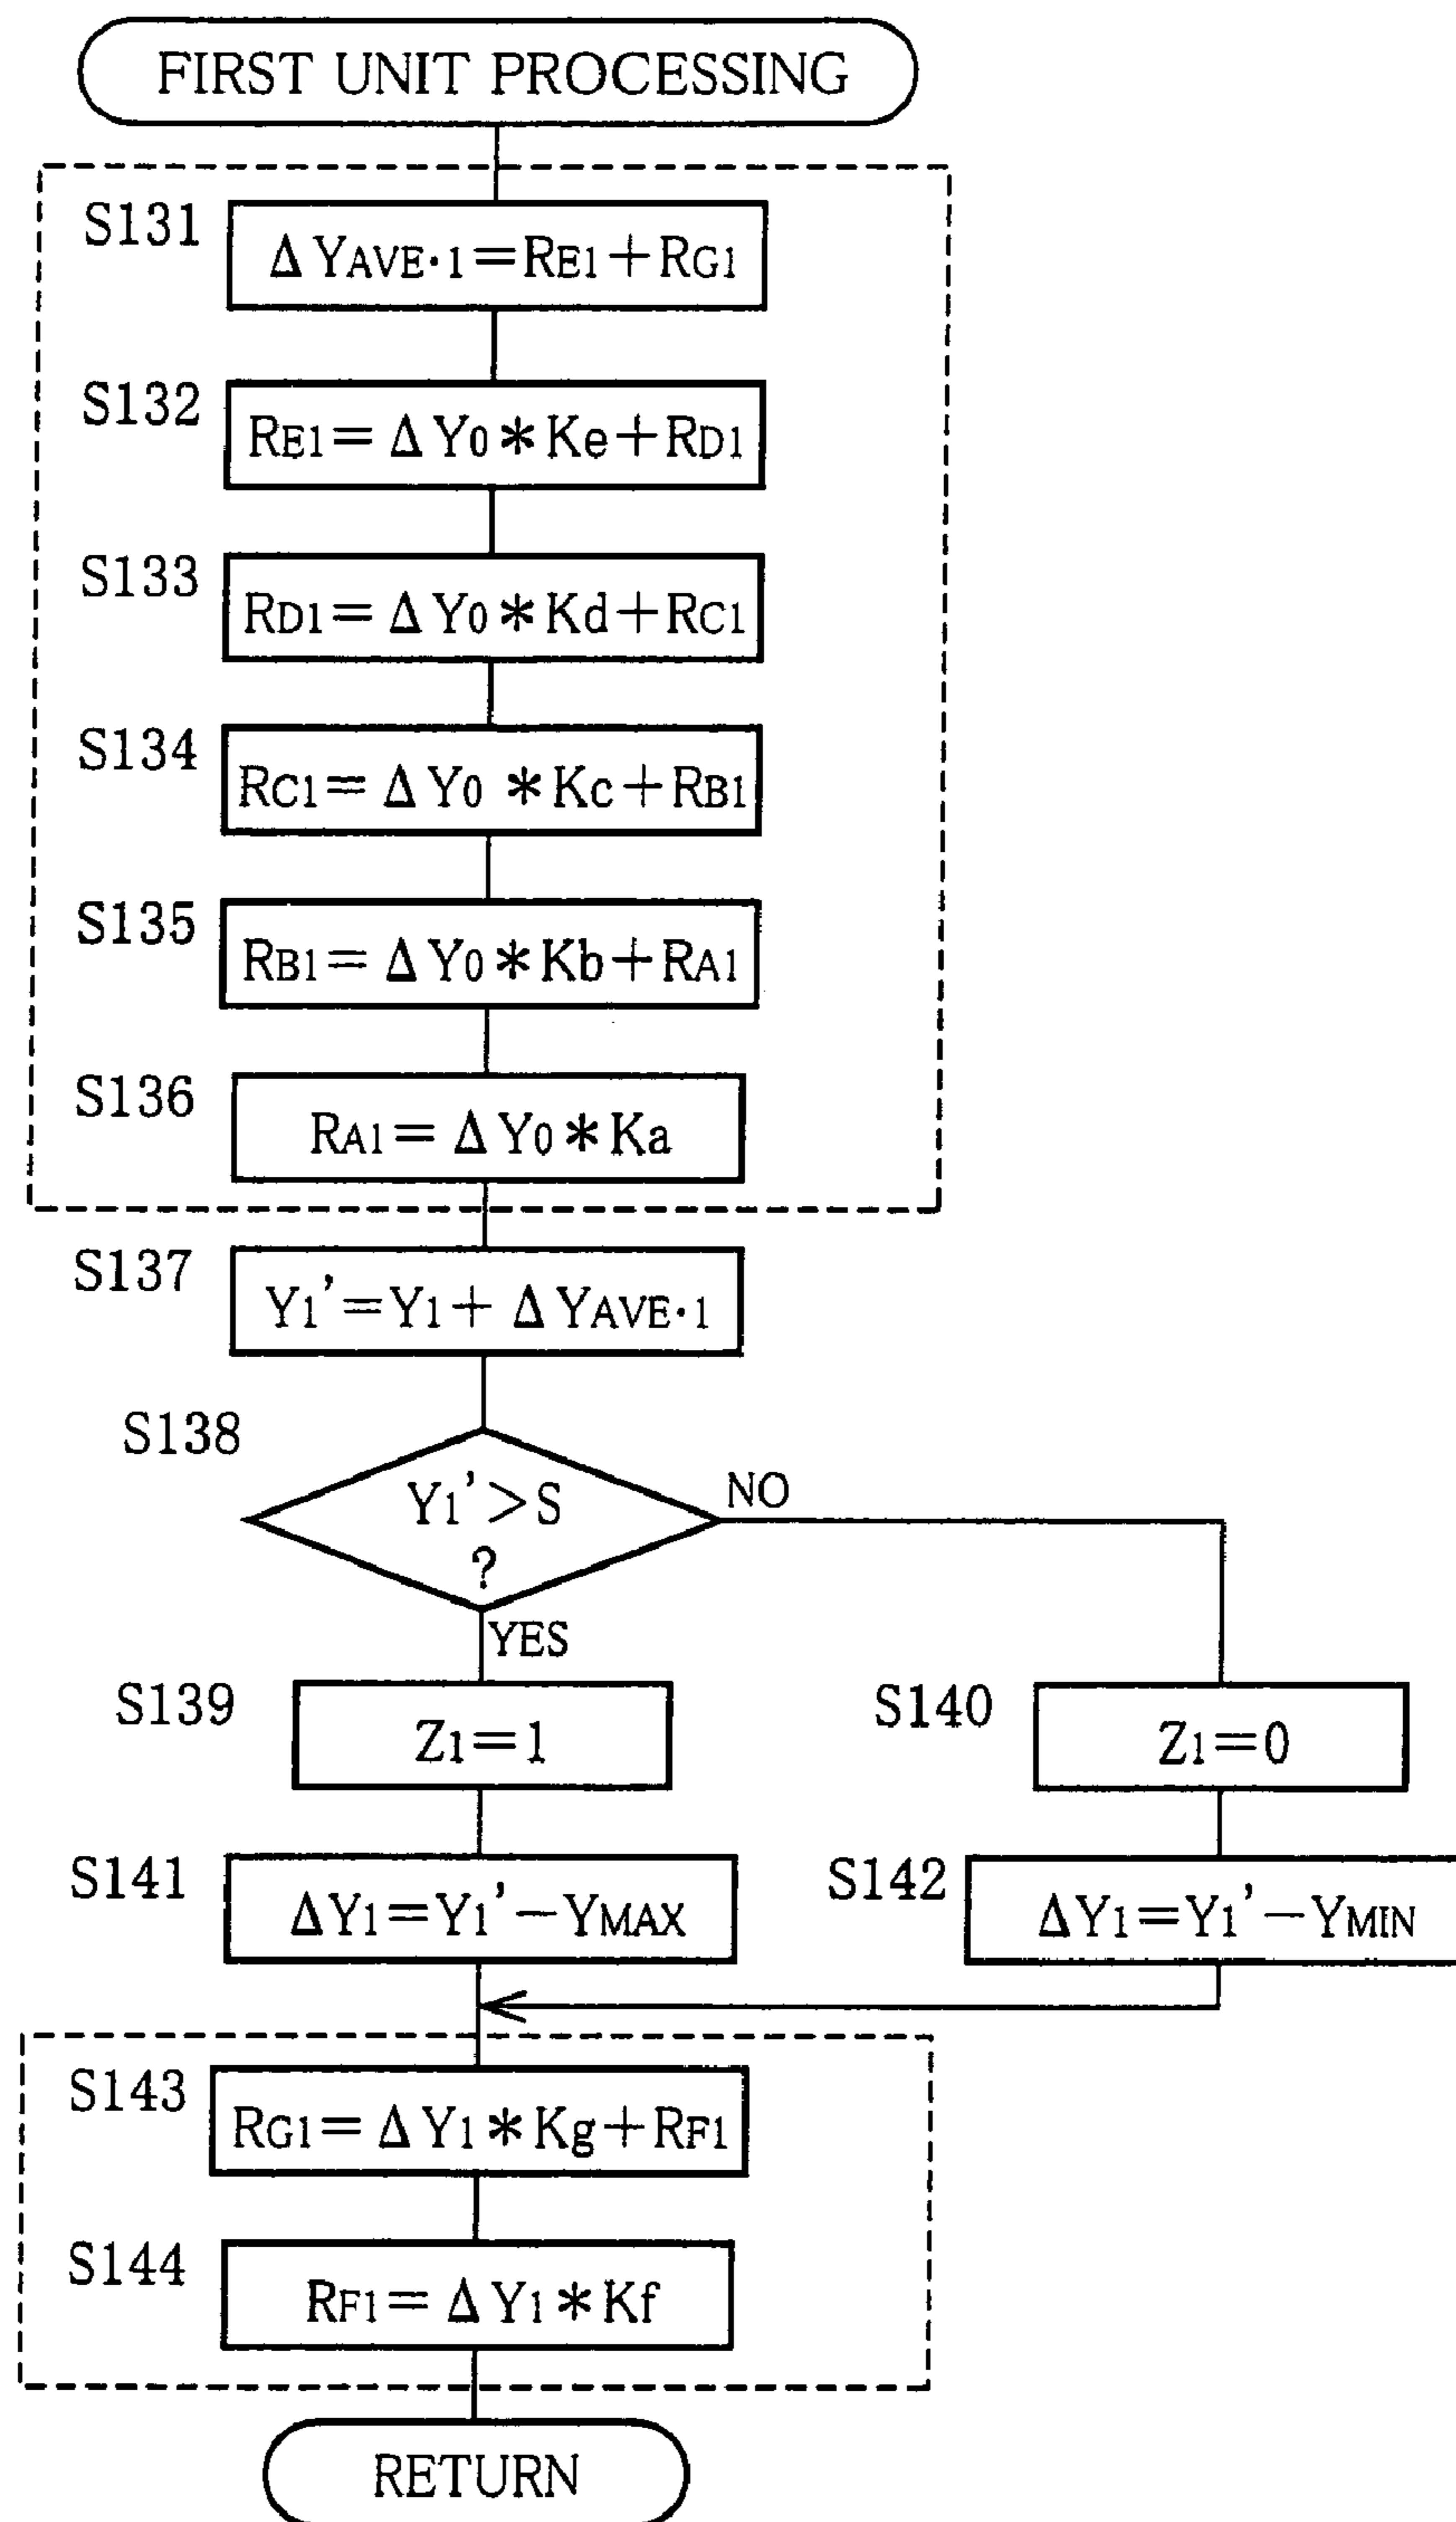 FIRST UNIT PROCESSING
S131
ΔYAVE·1=RE1+RG1
S132
RE1=ΔY0*Ke+RD1
S133
RD1=ΔY0*Kd+RC1
S134
RC1=ΔY0*Kc+RB1
S135
RB1=ΔY0*Kb+RA1
S136
RA1=ΔY0*Ka
S137
Y1'=Y1+ΔYAVE·1
S138
Y1'>S
?
NO
YES
S139
Z1=1
S140
Z1=0
S141
ΔY1=Y1'-YMAX
S142
ΔY1=Y1'-YMIN
S143
RG1=ΔY1*Kg+RF1
S144
RF1=ΔY1*Kf
RETURN